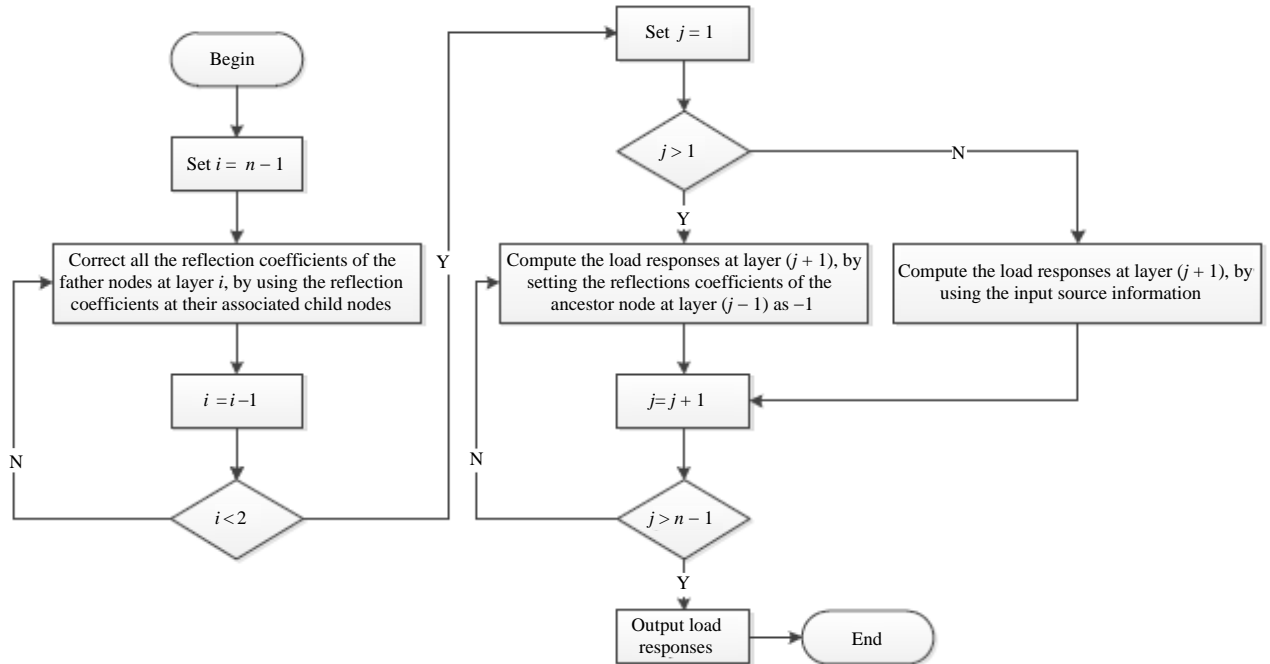 Begin
Set i = n − 1
Correct all the reflection coefficients of the
father nodes at layer i, by using the reflection
coefficients at their associated child nodes
i =i−1
N
i<2
Y
Set j = 1
j > 1
N
Y
Compute the load responses at layer (j + 1), by
setting the reflections coefficients of the
ancestor node at layer (j − 1) as −1
Compute the load responses at layer (j + 1), by
using the input source information
j= j + 1
N
j > n − 1
Y
Output load
responses
End